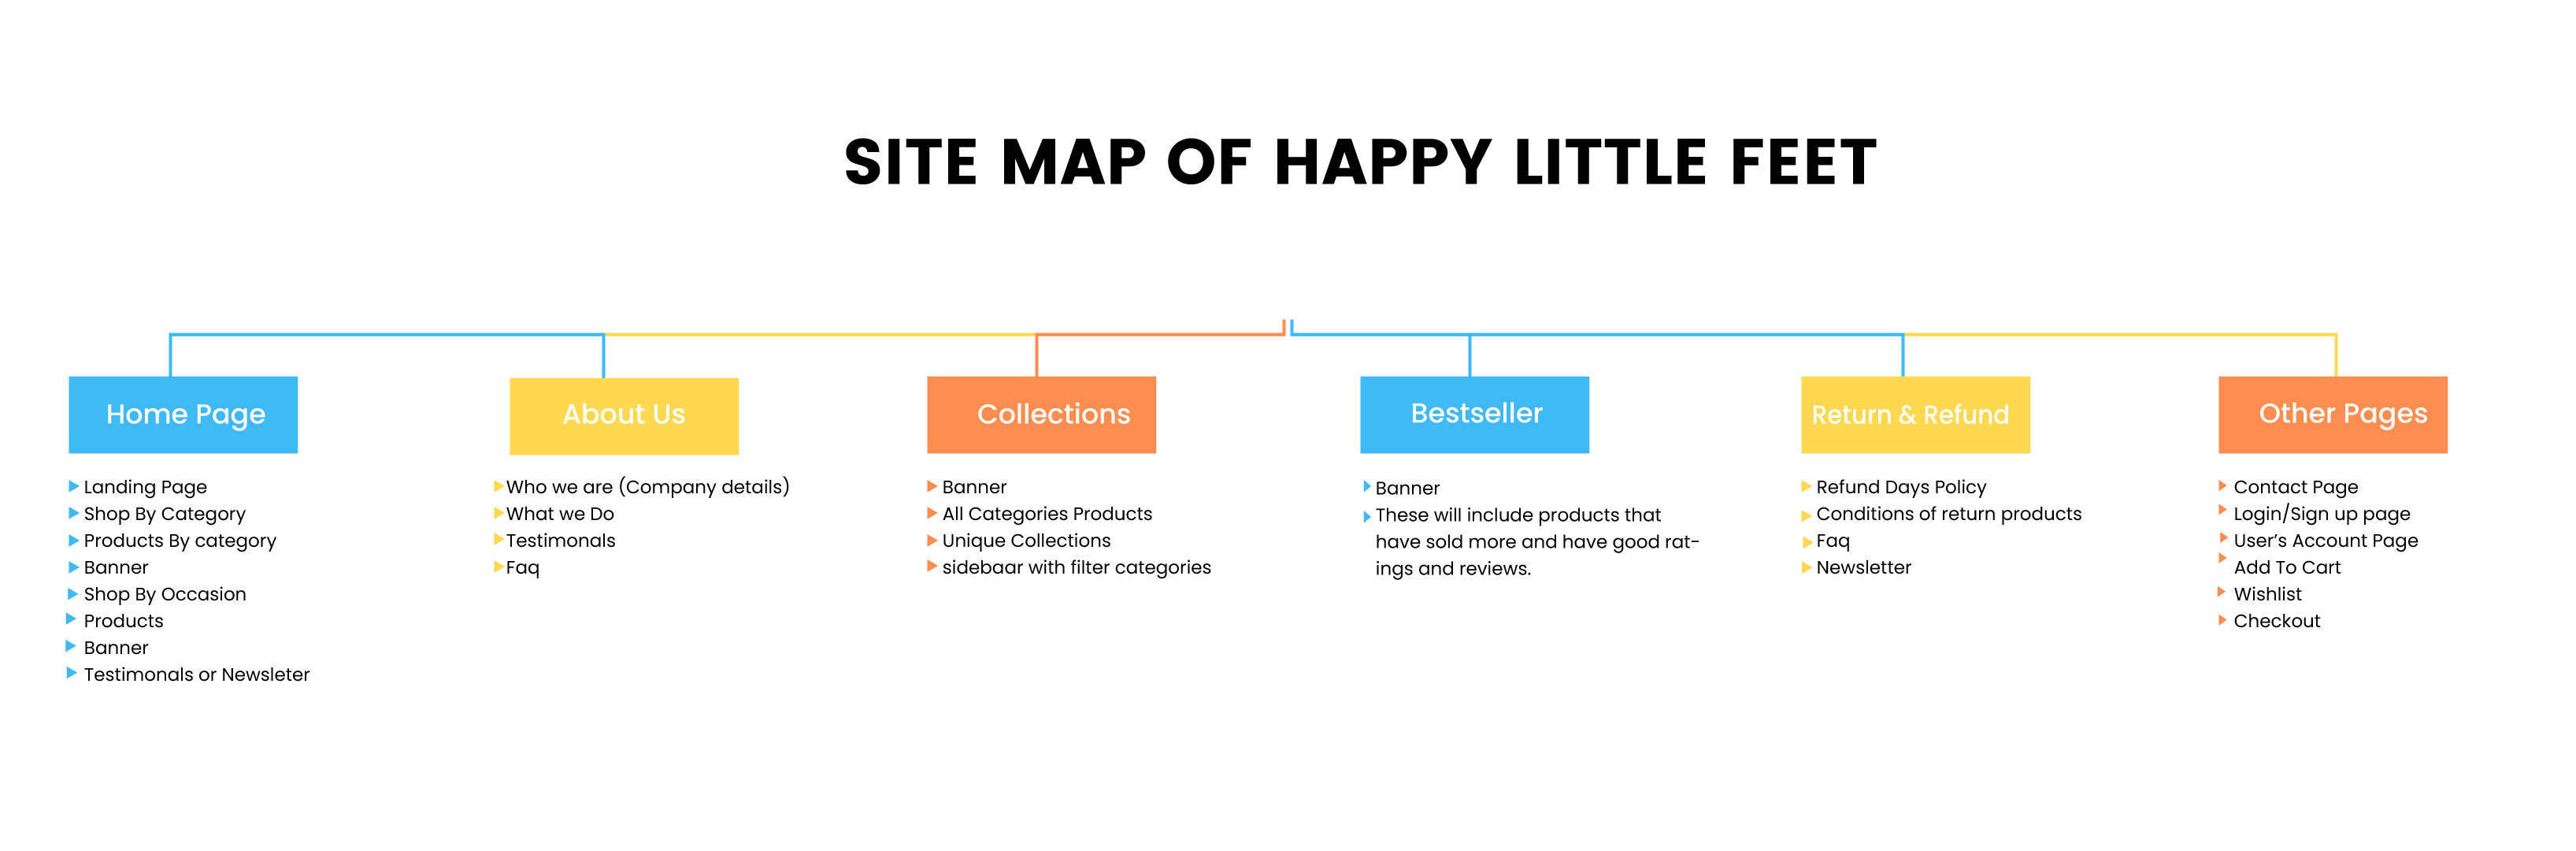 SITE MAP OF HAPPY LITTLE FEET
Home Page
Landing Page
Shop By Category
Products By category
Banner
Shop By Occasion
Products
Banner
Testimonals or Newsleter
About Us
Who we are (Company details)
What we Do
Testimonals
Faq
Collections
Banner
All Categories Products
Unique Collections
sidebaar with filter categories
Bestseller
Banner
These will include products that
have sold more and have good rat-
ings and reviews.
Return & Refund
Refund Days Policy
Conditions of return products
Faq
Newsletter
Other Pages
Contact Page
Login/Sign up page
User’s Account Page
Add To Cart
Wishlist
Checkout